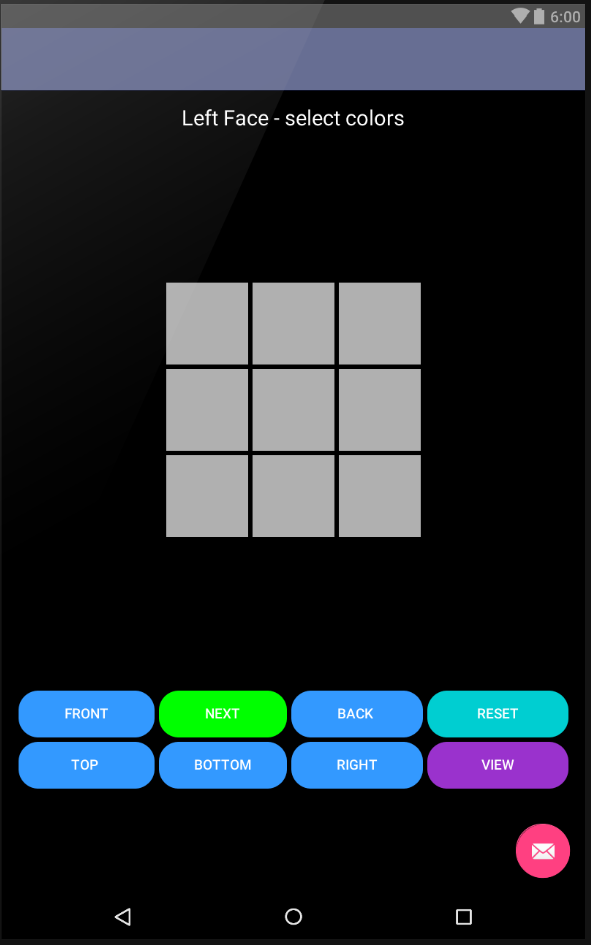 6:00
Left Face - select colors
FRONT NEXT BACK RESET
TOP BOTTOM RIGHT VIEW